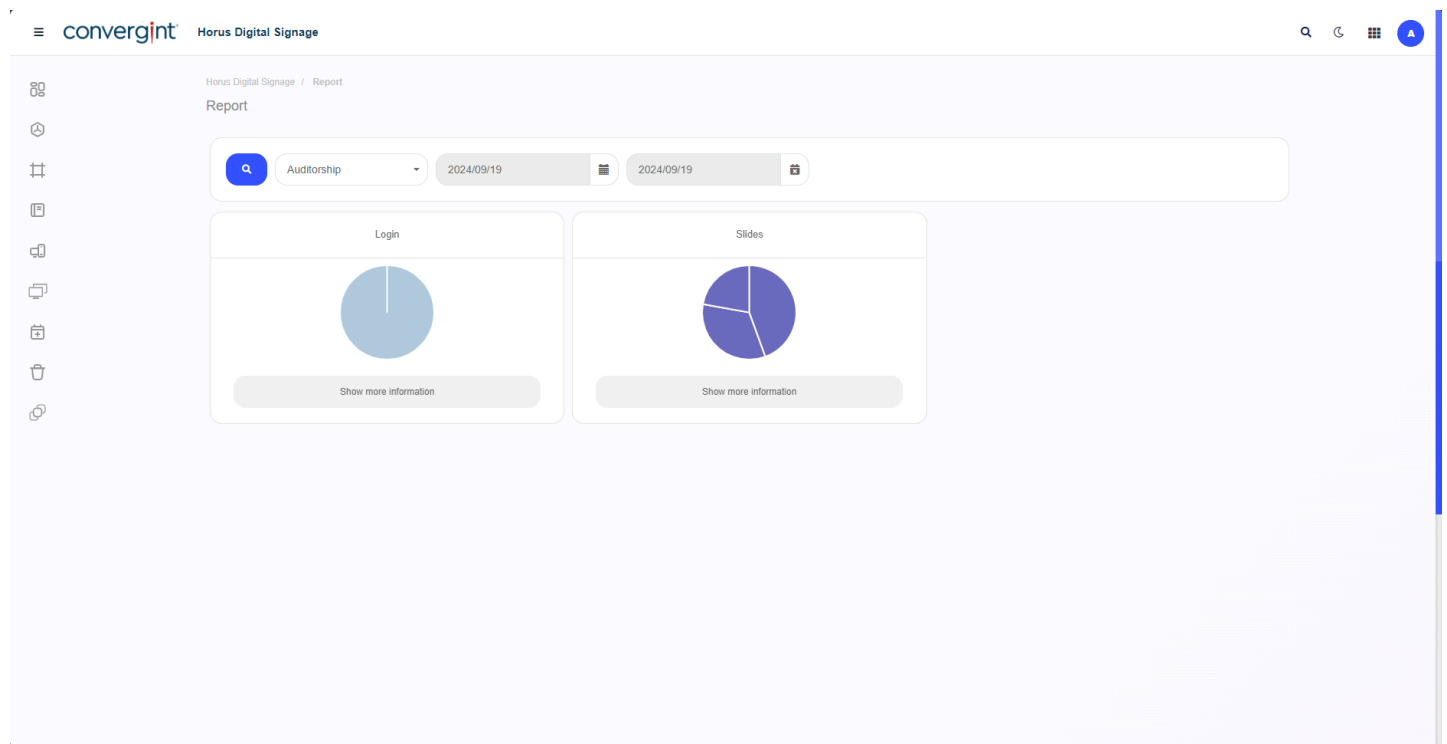 convergint Horus Digital Signage
A
Horus Digital Signage / Report
Report
Auditorship 2024/09/19 2024/09/19
Login Slides
Show more information Show more information